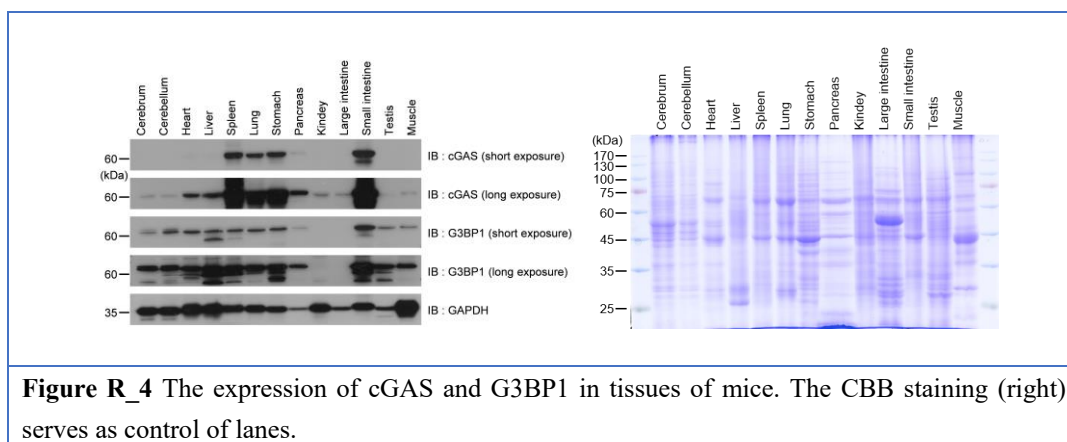 Cerebrum
Cerebellum
Heart
Liver
Spleen
Lung
Stomach
Pancreas
Kindey
Large intestine
Small intestine
Testis
Muscle
60
(kDa)
IB : cGAS (short exposure)
60
IB : cGAS (long exposure)
60
IB : G3BP1 (short exposure)
60
IB : G3BP1 (long exposure)
35
IB : GAPDH
Cerebrum
Cerebellum
Heart
Liver
Spleen
Lung
Stomach
Pancreas
Kindey
Large intestine
Small intestine
Testis
Muscle
(kDa)
170
130
100
75
60
45
35
25
Figure R_4 The expression of cGAS and G3BP1 in tissues of mice. The CBB staining (right)
serves as control of lanes.